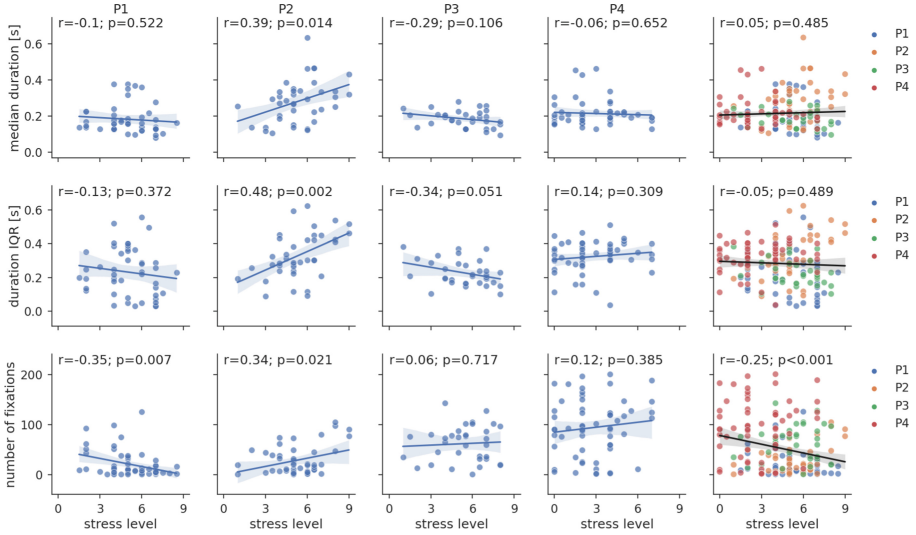 P1 P2 P3 P4
r=-0.1; p=0.522 r=0.39; p=0.014 r=-0.29; p=0.106 r=-0.06; p=0.652 r=0.05; p=0.485
median duration [s]
0.6
0.4
0.2
0.0
P1
P2
P3
P4
r=-0.13; p=0.372 r=0.48; p=0.002 r=-0.34; p=0.051 r=0.14; p=0.309 r=-0.05; p=0.489
duration IQR [s]
0.6
0.4
0.2
0.0
P1
P2
P3
P4
r=-0.35; p=0.007 r=0.34; p=0.021 r=0.06; p=0.717 r=0.12; p=0.385 r=-0.25; p<0.001
number of fixations
200
100
0
P1
P2
P3
P4
0 3 6 9 0 3 6 9 0 3 6 9 0 3 6 9 0 3 6 9
stress level stress level stress level stress level stress level